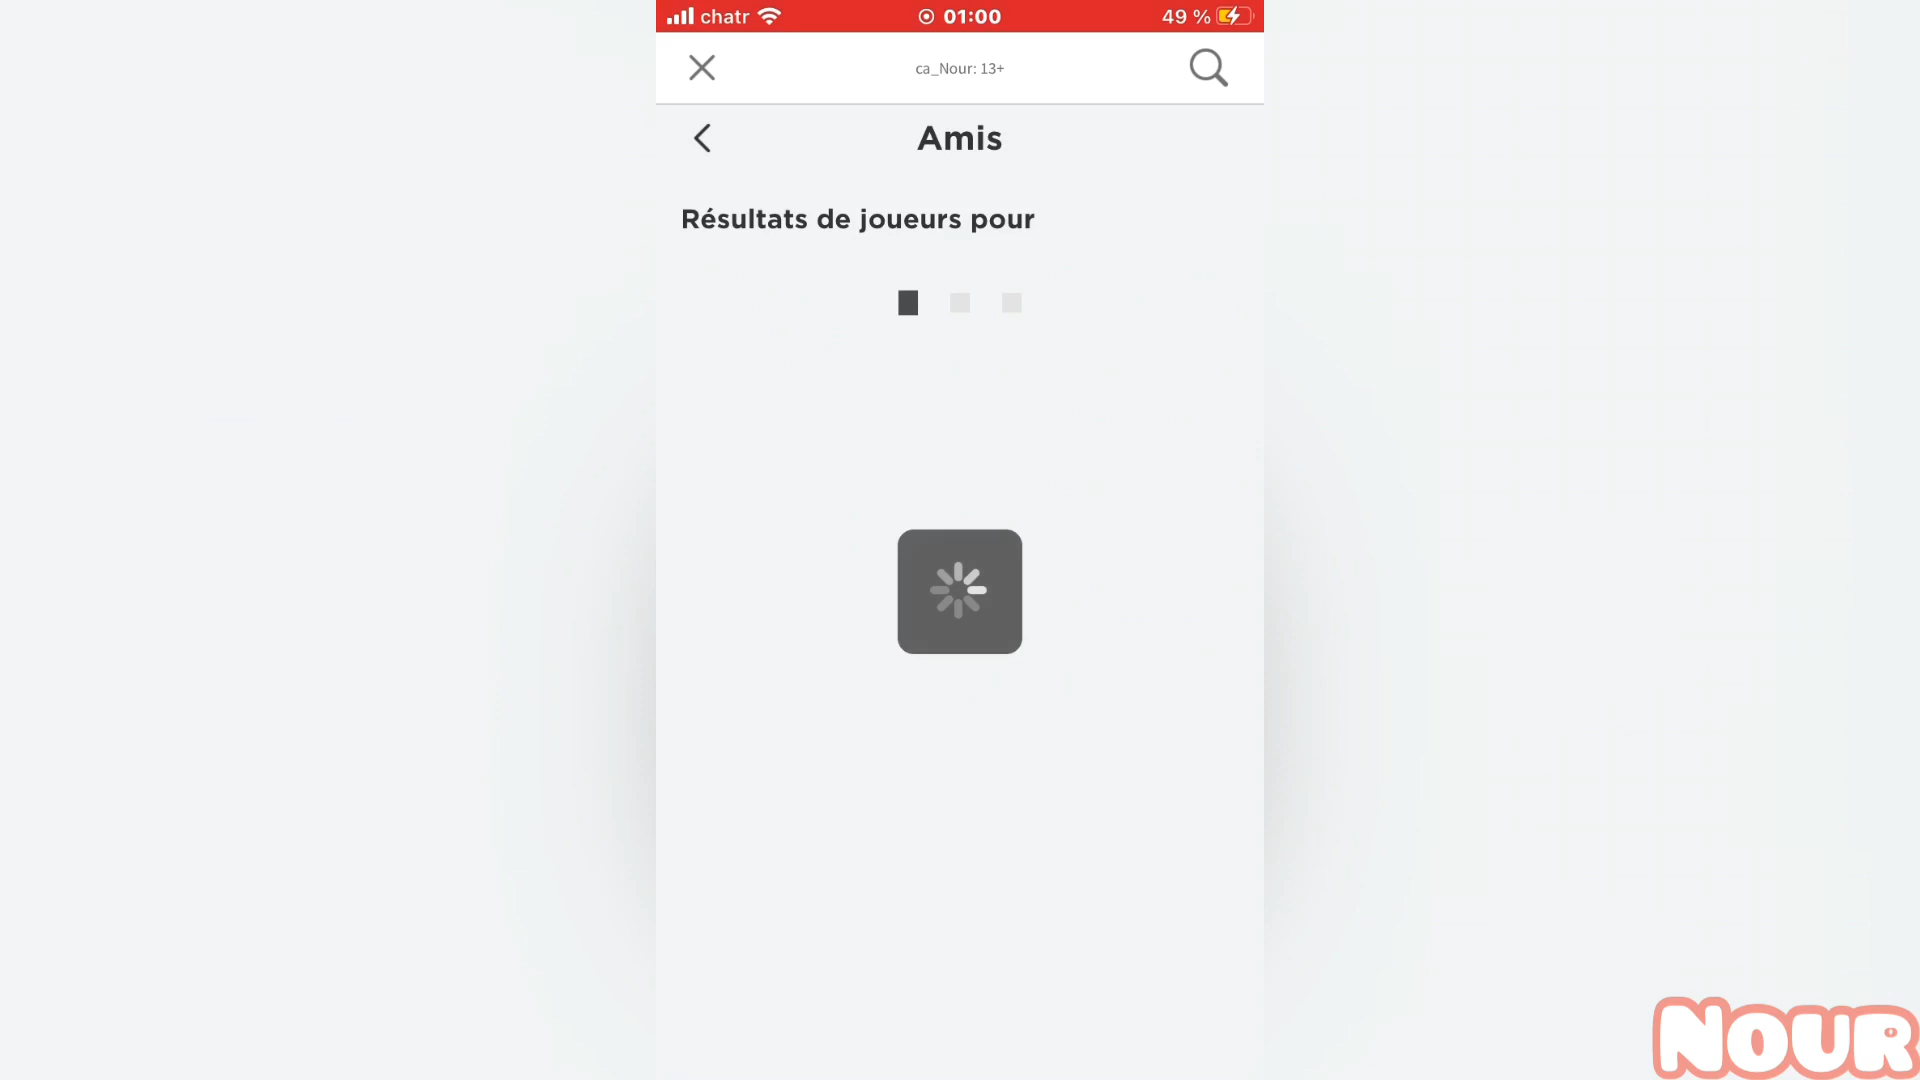 chatr 01:00 49 %
ca_Nour: 13+
Amis
Résultats de joueurs pour
NOUR